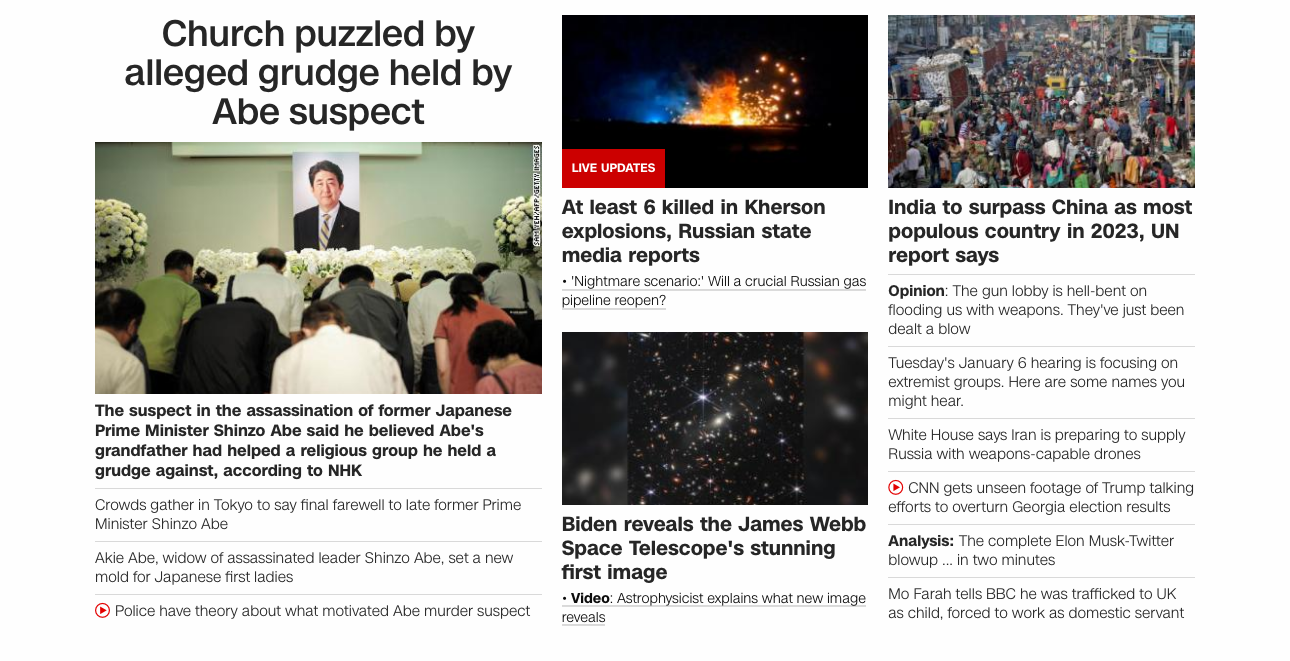 Church puzzled by
alleged grudge held by
Abe suspect
SAM YEH/AFP/GETTY IMAGES
The suspect in the assassination of former Japanese
Prime Minister Shinzo Abe said he believed Abe's
grandfather had helped a religious group he held a
grudge against, according to NHK
Crowds gather in Tokyo to say final farewell to late former Prime
Minister Shinzo Abe
Akie Abe, widow of assassinated leader Shinzo Abe, set a new
mold for Japanese first ladies
Police have theory about what motivated Abe murder suspect
LIVE UPDATES
At least 6 killed in Kherson
explosions, Russian state
media reports
• 'Nightmare scenario:' Will a crucial Russian gas
pipeline reopen?
Biden reveals the James Webb
Space Telescope's stunning
first image
• Video: Astrophysicist explains what new image
reveals
India to surpass China as most
populous country in 2023, UN
report says
Opinion: The gun lobby is hell-bent on
flooding us with weapons. They've just been
dealt a blow
Tuesday's January 6 hearing is focusing on
extremist groups. Here are some names you
might hear.
White House says Iran is preparing to supply
Russia with weapons-capable drones
CNN gets unseen footage of Trump talking
efforts to overturn Georgia election results
Analysis: The complete Elon Musk-Twitter
blowup ... in two minutes
Mo Farah tells BBC he was trafficked to UK
as child, forced to work as domestic servant